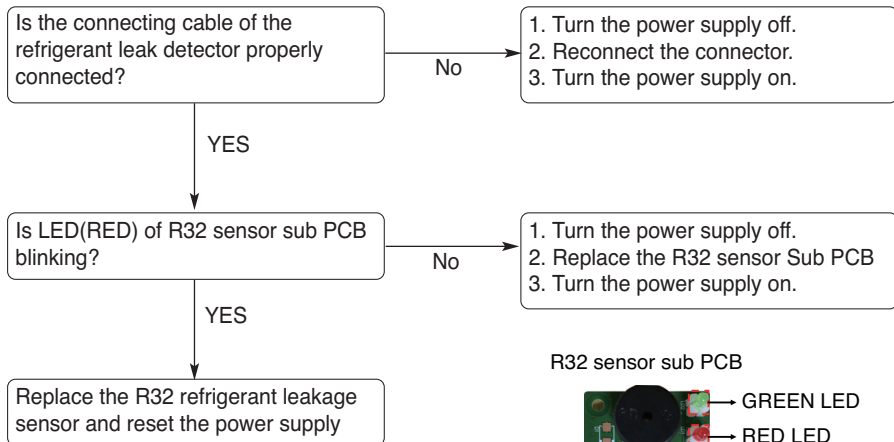 Is the connecting cable of the
refrigerant leak detector properly
connected?
No
1. Turn the power supply off.
2. Reconnect the connector.
3. Turn the power supply on.
YES
Is LED(RED) of R32 sensor sub PCB
blinking?
No
1. Turn the power supply off.
2. Replace the R32 sensor Sub PCB
3. Turn the power supply on.
YES
Replace the R32 refrigerant leakage
sensor and reset the power supply
R32 sensor sub PCB
GREEN LED
RED LED